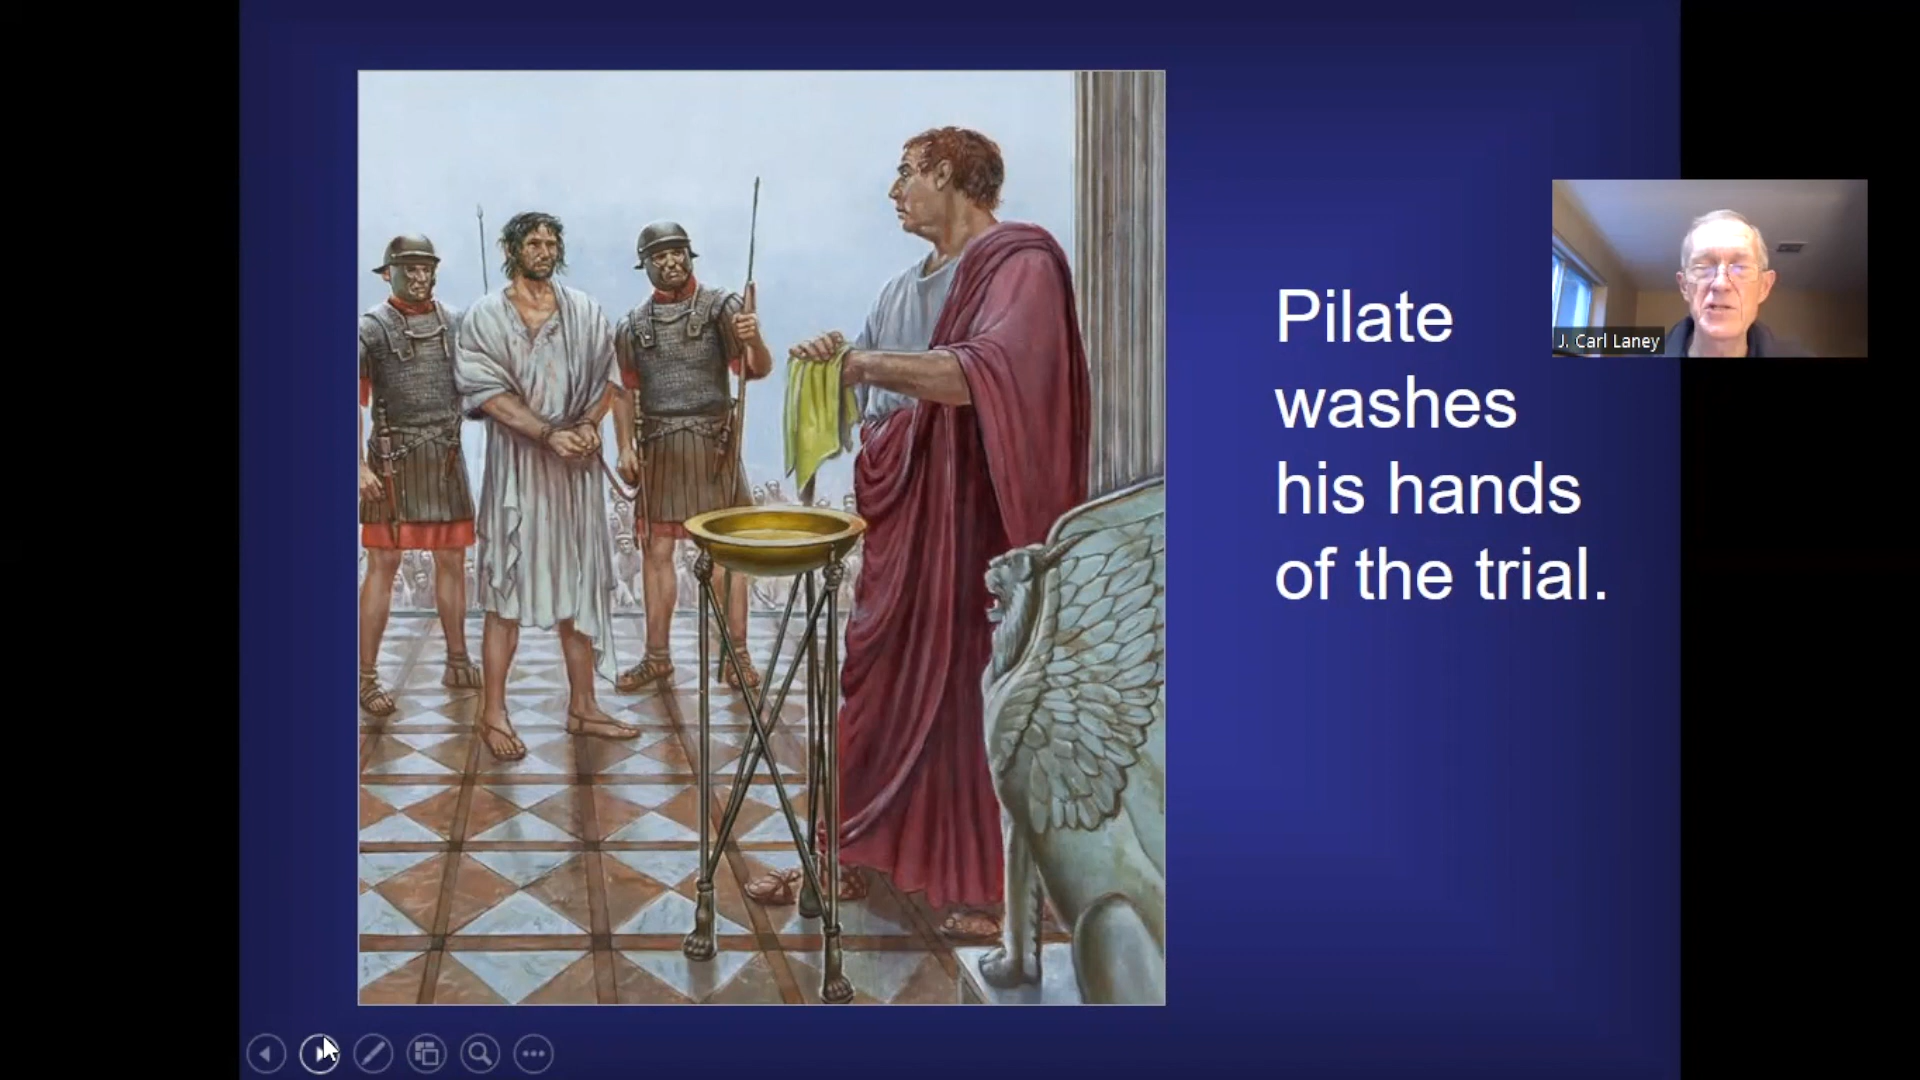 Pilate
washes
his hands
of the trial.
J. Carl Laney